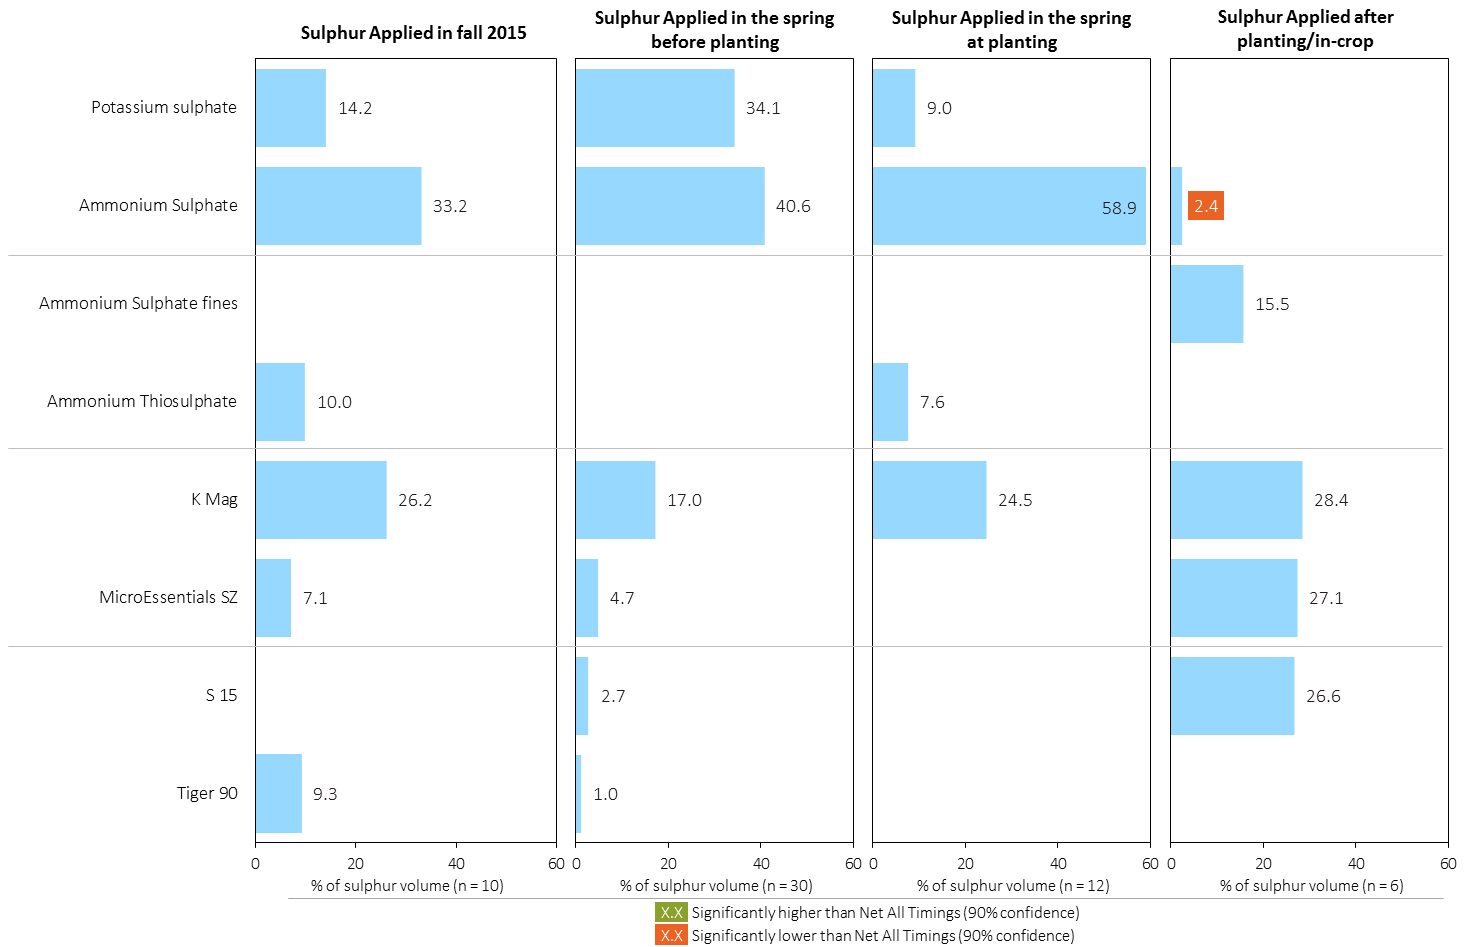 Sulphur Applied in fall 2015
Sulphur Applied in the spring
before planting
Sulphur Applied in the spring
at planting
Sulphur Applied after
planting/in-crop
Potassium sulphate 14.2 34.1 9.0
Ammonium Sulphate 33.2 40.6 58.9 2.4
Ammonium Sulphate fines 15.5
Ammonium Thiosulphate 10.0 7.6
K Mag 26.2 17.0 24.5 28.4
MicroEssentials SZ 7.1 4.7 27.1
S 15 2.7 26.6
Tiger 90 9.3 1.0
0 20 40 60 0 20 40 60 0 20 40 60 0 20 40 60
% of sulphur volume (n = 10) % of sulphur volume (n = 30) % of sulphur volume (n = 12) % of sulphur volume (n = 6)
X.X Significantly higher than Net All Timings (90% confidence)
X.X Significantly lower than Net All Timings (90% confidence)